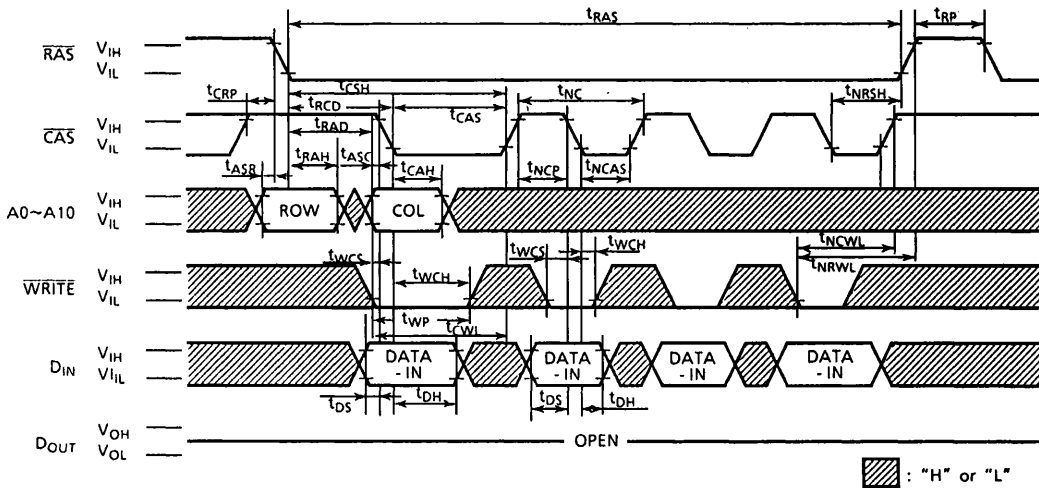 tRAS
tRP
RAS VIH
VIL
tCRP
tCSH
tRCD
tCAS
tNC
tNRSH
CAS VIH
VIL
tRAD
tASR
tRAH
tASC
tCAH
tNCP
tNCAS
A0~A10 VIH
VIL
ROW
COL
tWCS
tWCH
tWCS
tWCH
tNCWL
tNRWL
WRITE VIH
VIL
tWP
tCWL
DIN VIH
VIIL
DATA
- IN
DATA
- IN
DATA
- IN
DATA
- IN
tDS
tDH
tDS
tDH
DOUT VOH
VOL
OPEN
: "H" or "L"